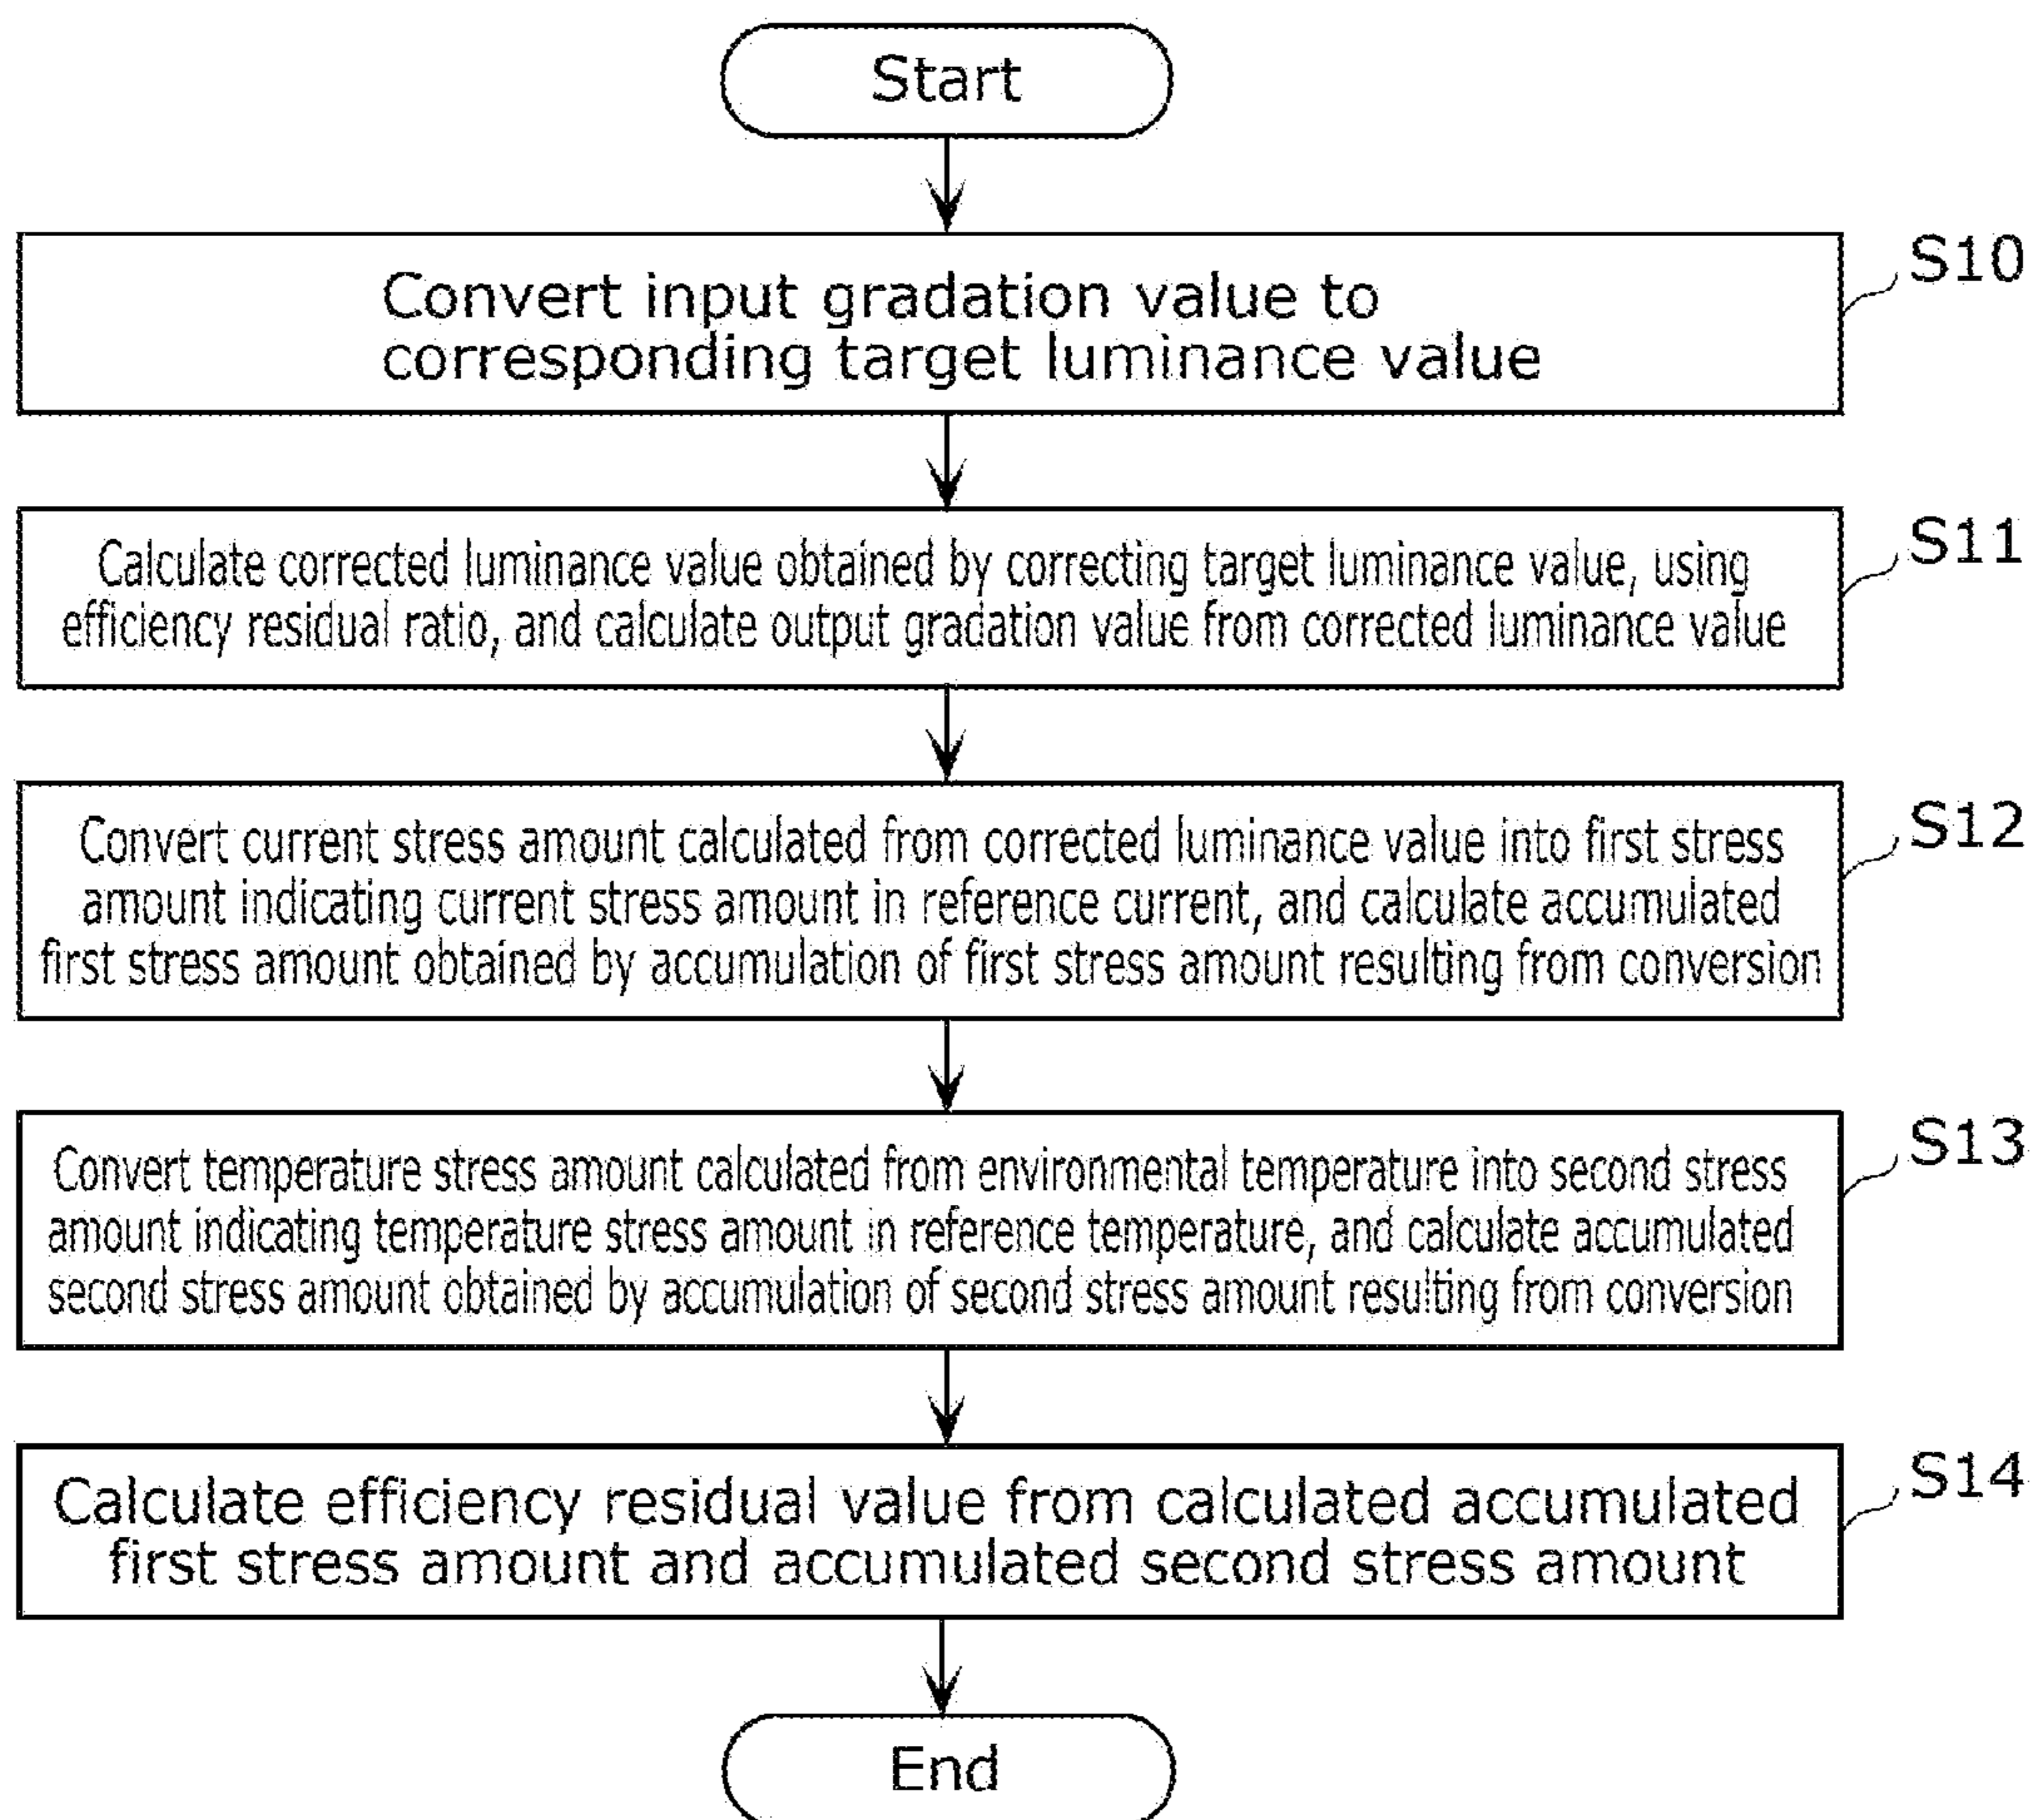 Start
S10
Convert input gradation value to
corresponding target luminance value
S11
Calculate corrected luminance value obtained by correcting target luminance value, using
efficiency residual ratio, and calculate output gradation value from corrected luminance value
S12
Convert current stress amount calculated from corrected luminance value into first stress
amount indicating current stress amount in reference current, and calculate accumulated
first stress amount obtained by accumulation of first stress amount resulting from conversion
S13
Convert temperature stress amount calculated from environmental temperature into second stress
amount indicating temperature stress amount in reference temperature, and calculate accumulated
second stress amount obtained by accumulation of second stress amount resulting from conversion
S14
Calculate efficiency residual value from calculated accumulated
first stress amount and accumulated second stress amount
End